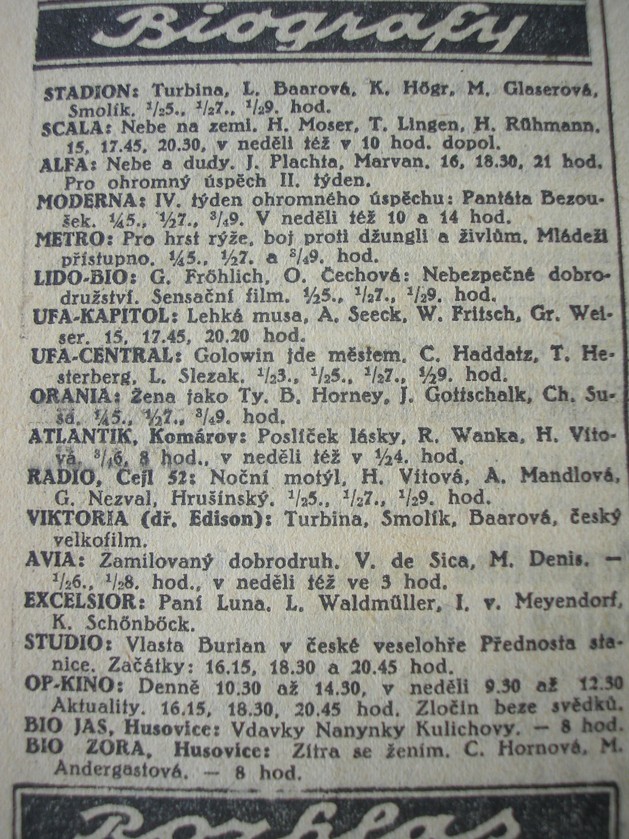 Biografy
STADION: Turbina, L. Baarová, K. Högr, M. Glaserová,
Smolík. ½5., ½7., ½9. hod.
SCALA: Nebe na zemi. H. Moser, T. Lingen, H. Rühmann.
15, 17.45, 20.30, v neděli též v 10 hod. dopol.
ALFA: Nebe a dudy. J. Plachta, Marvan. 16, 18.30, 21 hod.
Pro ohromný úspěch II. týden.
MODERNA: IV. týden ohromného úspěchu: Pantáta Bezou-
šek. ¼5., ½7., ¾9. V neděli též 10 a 14 hod.
METRO: Pro hrst rýže, boj proti džungli a živlům. Mládeži
přístupno. ¼5., ½7. a ¾9. hod.
LIDO-BIO: G. Fröhlich, O. Čechová: Nebezpečné dobro-
družství. Sensační film. ½5., ½7., ½9. hod.
UFA-KAPITOL: Lehká musa, A. Seeck, W. Fritsch, Gr. Wei-
ser. 15, 17.45, 20.20 hod.
UFA-CENTRAL: Golowin jde městem. C. Haddatz, T. He-
sterberg, L. Slezak. ½3., ½5., ½7., ½9. hod.
ORANIA: Žena jako Ty. B. Horney, J. Gottschalk, Ch. Su-
sa. ¼5., ½7., ¾9. hod.
ATLANTIK, Komárov: Poslíček lásky, R. Wanka, H. Vito-
vá. ¾6, 8 hod., v neděli též v ½4. hod.
RADIO, Cejl 52: Noční motýl, H. Vítová, A. Mandlová,
G. Nezval, Hrušínský. ½5., ½7., ½9. hod.
VIKTORIA (dř. Edison): Turbina, Smolík, Baarová, český
velkofilm.
AVIA: Zamilovaný dobrodruh. V. de Sica, M. Denis. —
½6., ½8. hod., v neděli též ve 3 hod.
EXCELSIOR: Paní Luna. L. Waldmüller, I. v. Meyendorf,
K. Schönböck.
STUDIO: Vlasta Burian v české veselohře Přednosta sta-
nice. Začátky: 16.15, 18.30 a 20.45 hod.
OP-KINO: Denně 10.30 až 14.30, v neděli 9.30 až 12.30
Aktuality. 16.15, 18.30, 20.45 hod. Zločin beze svědků.
BIO JAS, Husovice: Vdavky Nanynky Kulichovy. — 8 hod.
BIO ZORA, Husovice: Zítra se žením. C. Hornová, M.
Andergastová. — 8 hod.
Rozhlas